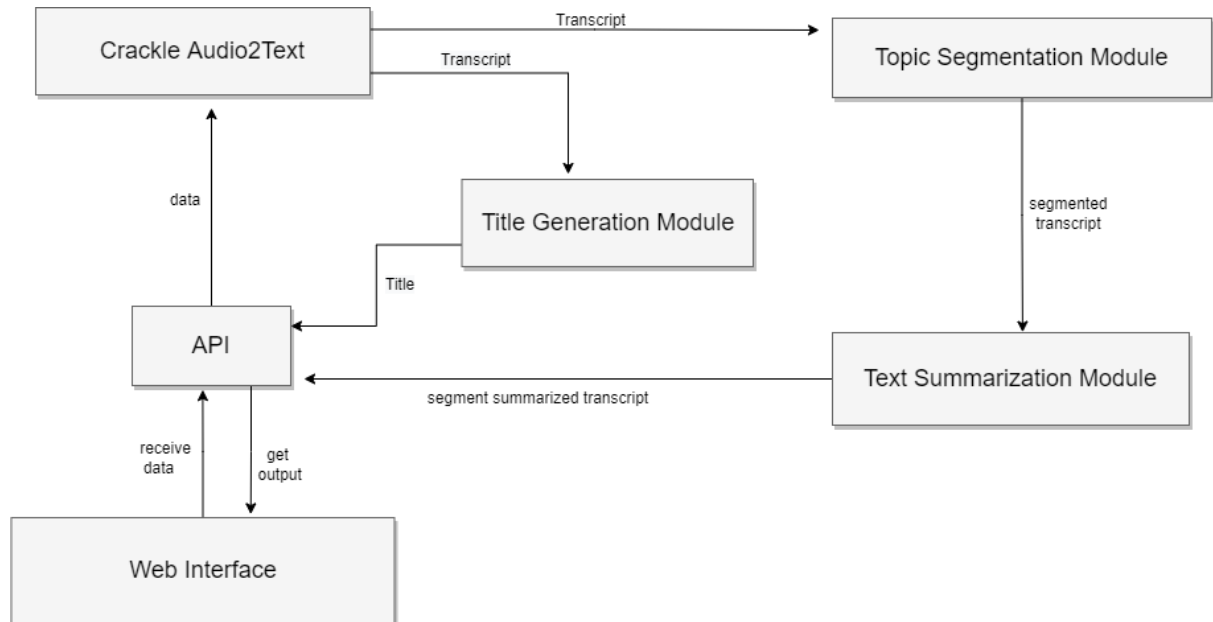 Transcript
Crackle Audio2Text
Topic Segmentation Module
Transcript
data
Title Generation Module
segmented
transcript
Title
API
Text Summarization Module
segment summarized transcript
receive
data
get
output
Web Interface